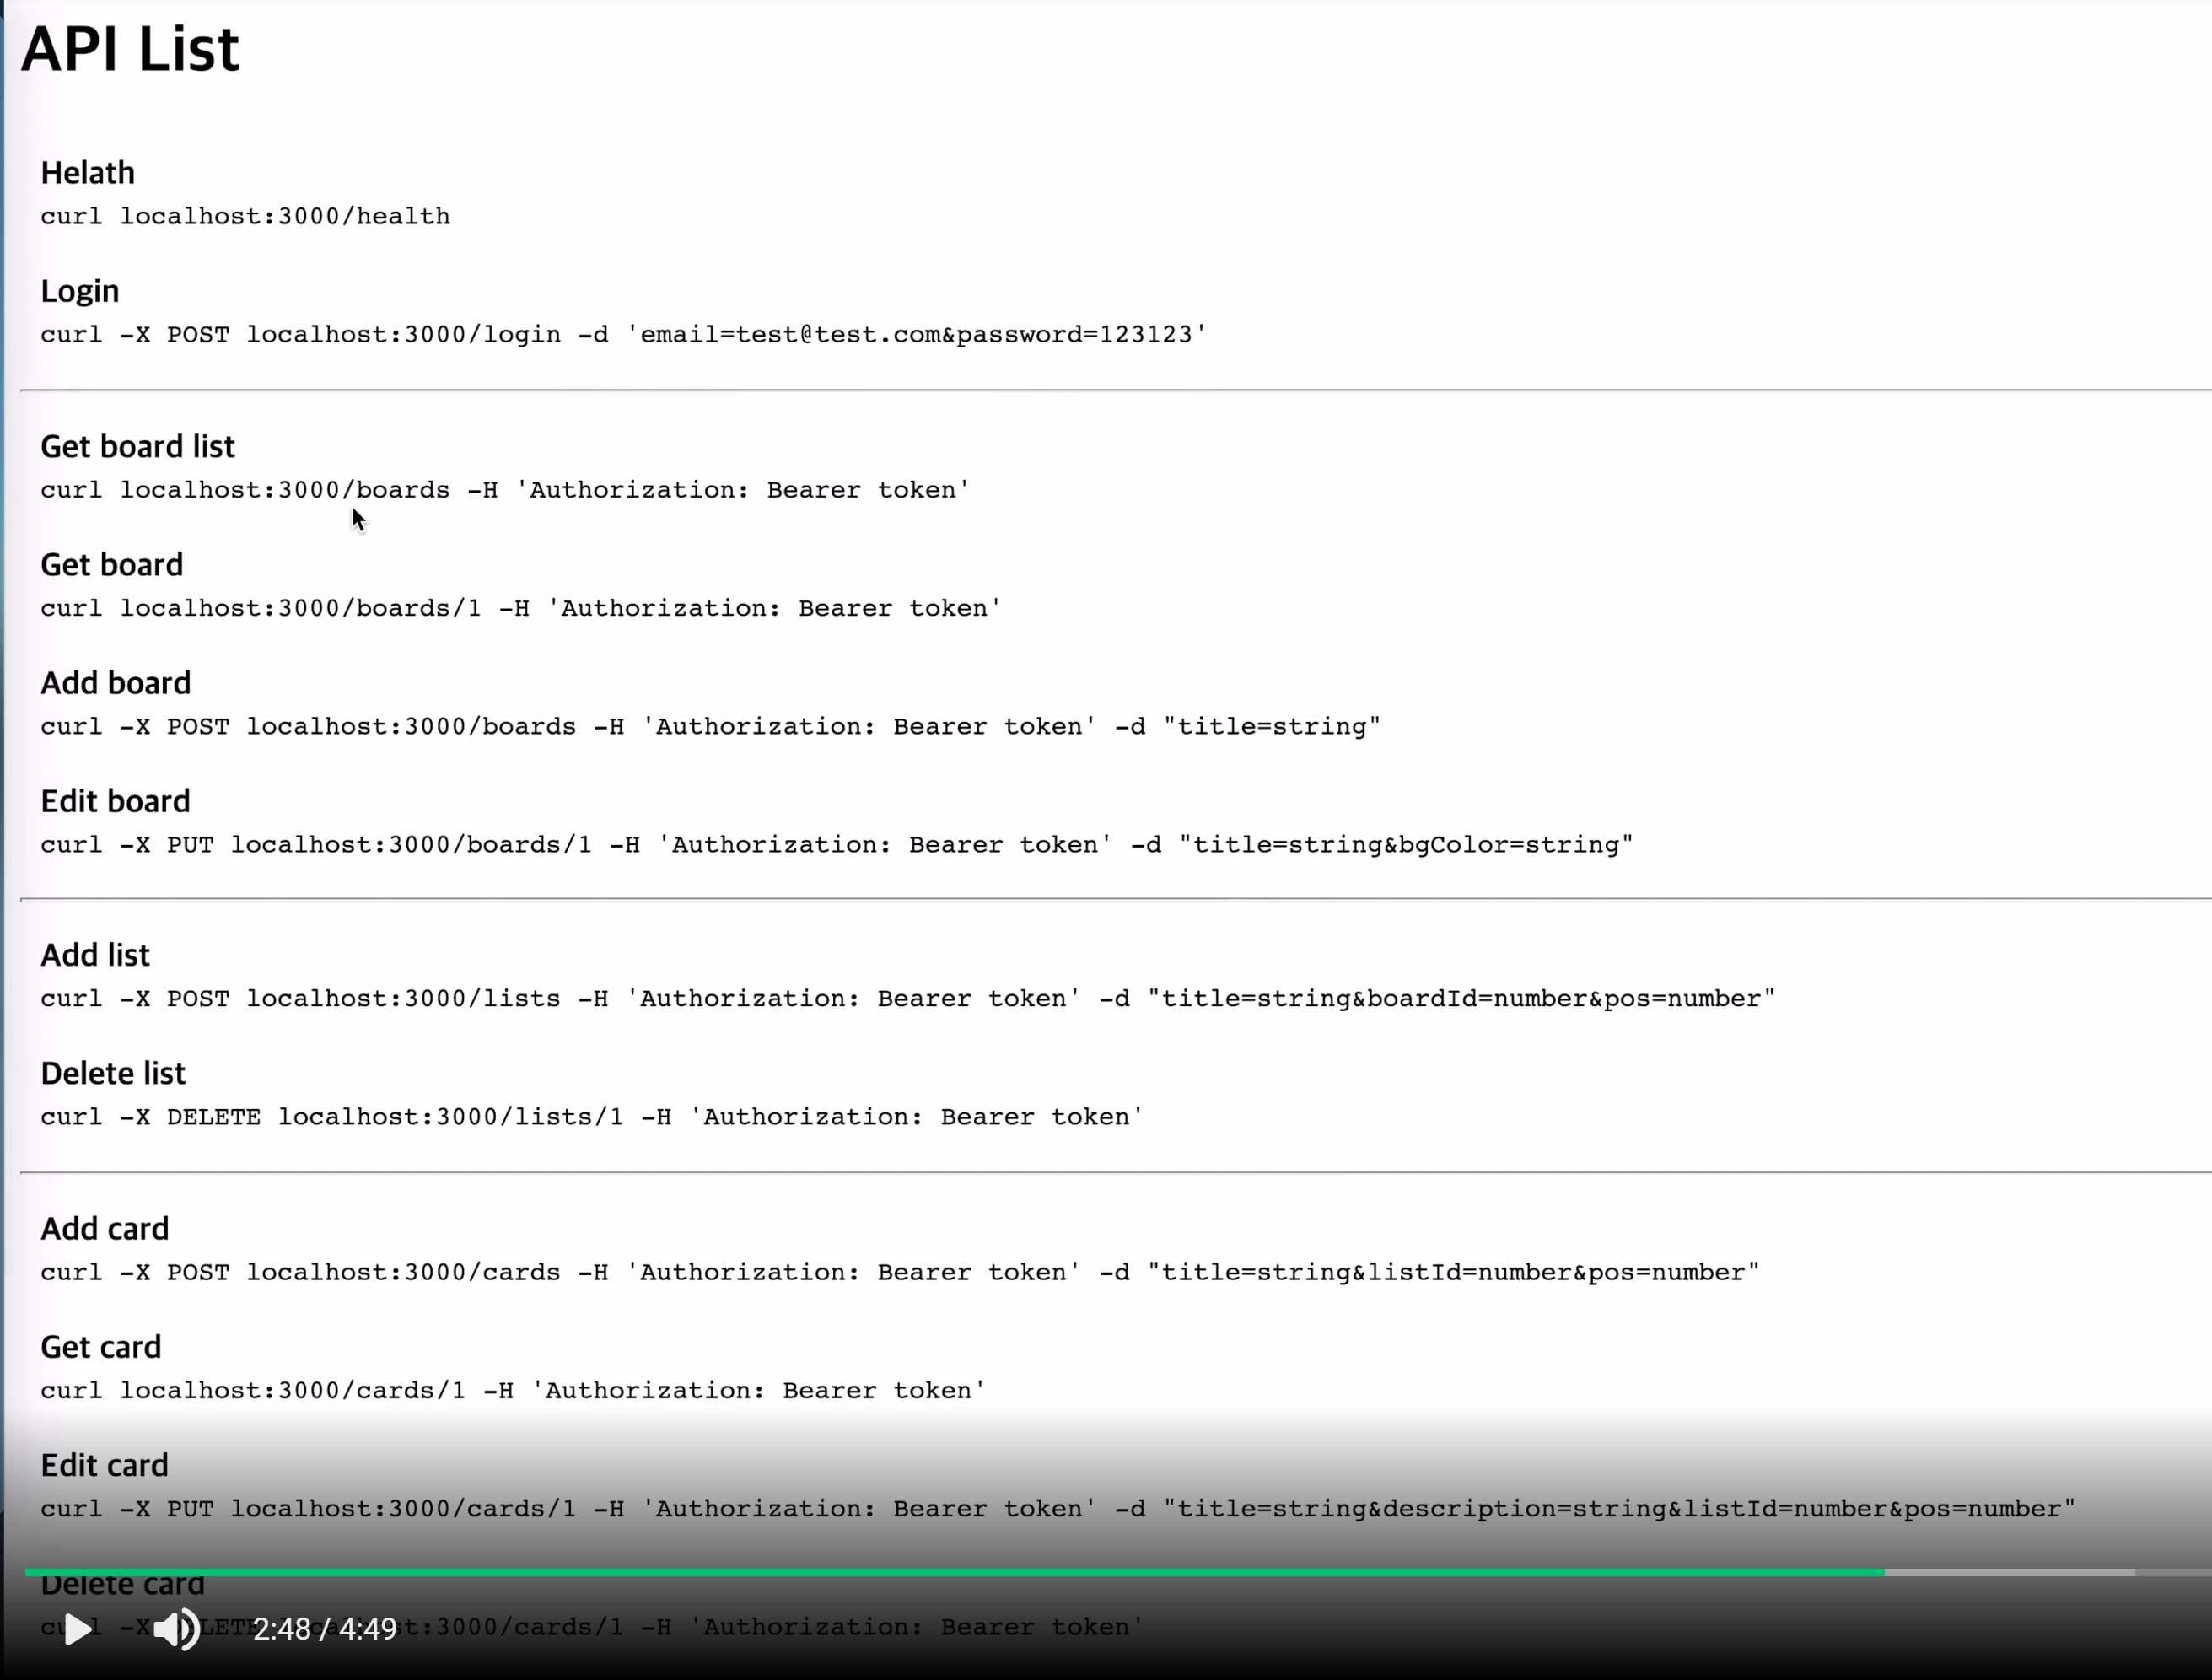 API List
Helath
curl localhost:3000/health
Login
curl -X POST localhost:3000/login -d 'email=test@test.com&password=123123'
Get board list
curl localhost:3000/boards -H 'Authorization: Bearer token'
Get board
curl localhost:3000/boards/1 -H 'Authorization: Bearer token'
Add board
curl -X POST localhost:3000/boards -H 'Authorization: Bearer token' -d "title=string"
Edit board
curl -X PUT localhost:3000/boards/1 -H 'Authorization: Bearer token' -d "title=string&bgColor=string"
Add list
curl -X POST localhost:3000/lists -H 'Authorization: Bearer token' -d "title=string&boardId=number&pos=number"
Delete list
curl -X DELETE localhost:3000/lists/1 -H 'Authorization: Bearer token'
Add card
curl -X POST localhost:3000/cards -H 'Authorization: Bearer token' -d "title=string&listId=number&pos=number"
Get card
curl localhost:3000/cards/1 -H 'Authorization: Bearer token'
Edit card
curl -X PUT localhost:3000/cards/1 -H 'Authorization: Bearer token' -d "title=string&description=string&listId=number&pos=number"
Delete card
curl -X DELETE localhost:3000/cards/1 -H 'Authorization: Bearer token'
2:48 / 4:49